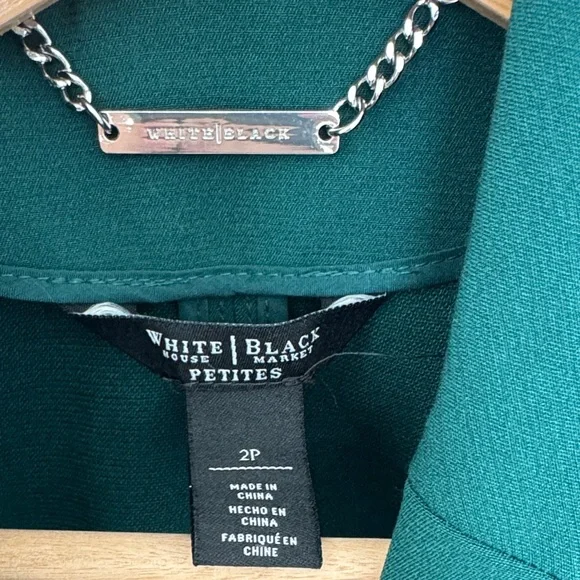 WHITE|BLACK
WHITE | BLACK
HOUSE MARKET
PETITES
2P
MADE IN
CHINA
HECHO EN
CHINA
FABRIQUÉ EN
CHINE